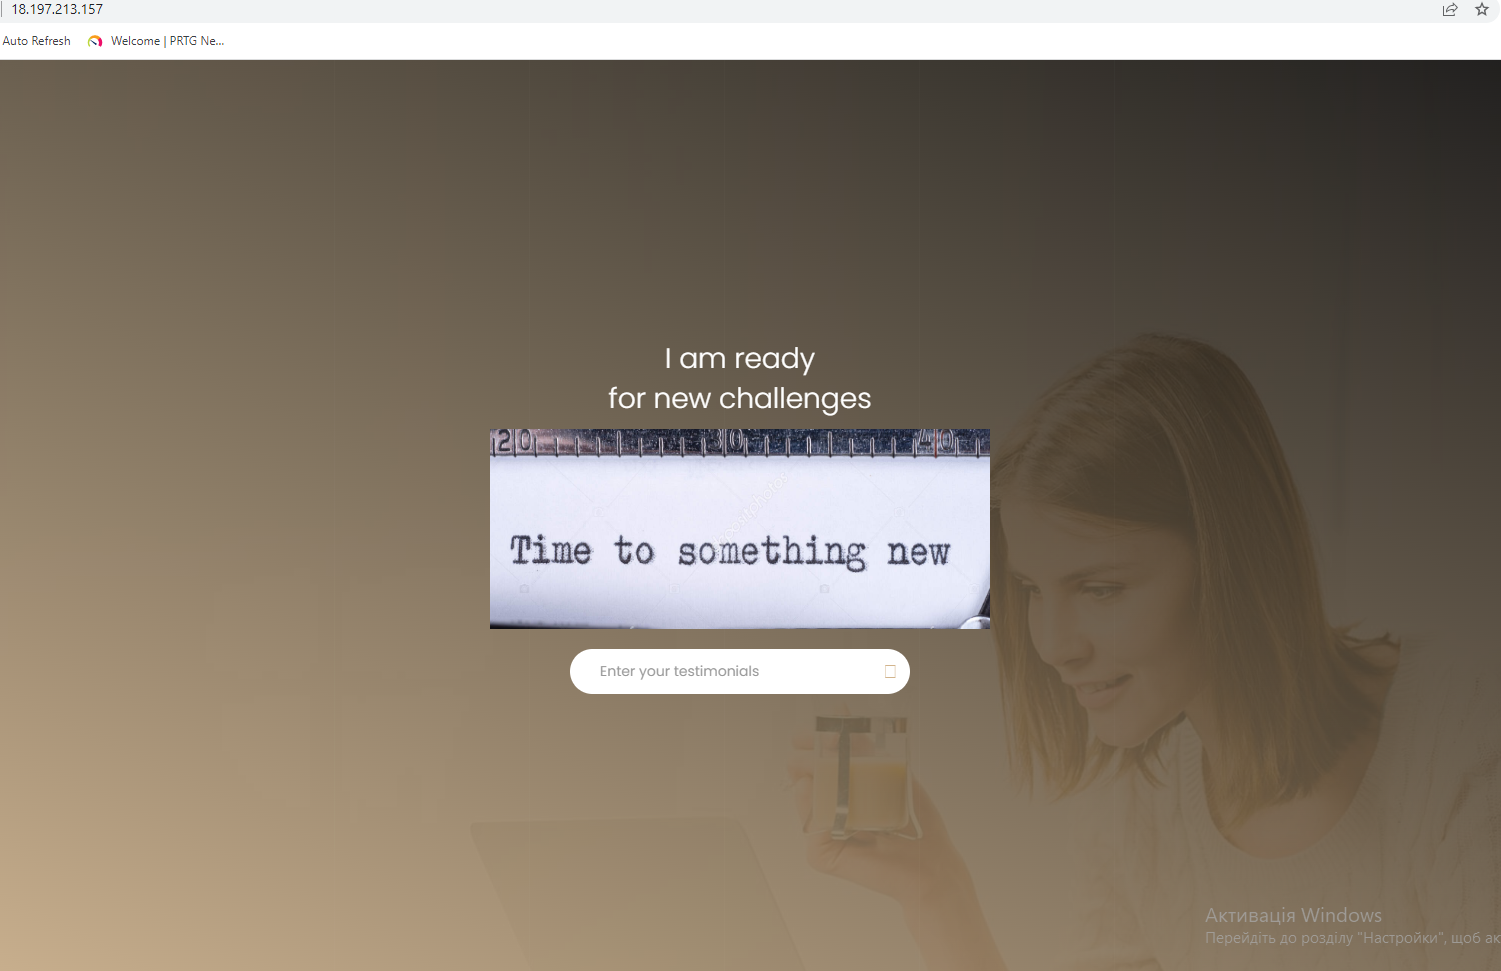 18.197.213.157
Auto Refresh
Welcome | PRTG Ne...
I am ready
for new challenges
20 30 40
Time to something new
Enter your testimonials
Активація Windows
Перейдіть до розділу "Настройки", щоб ак